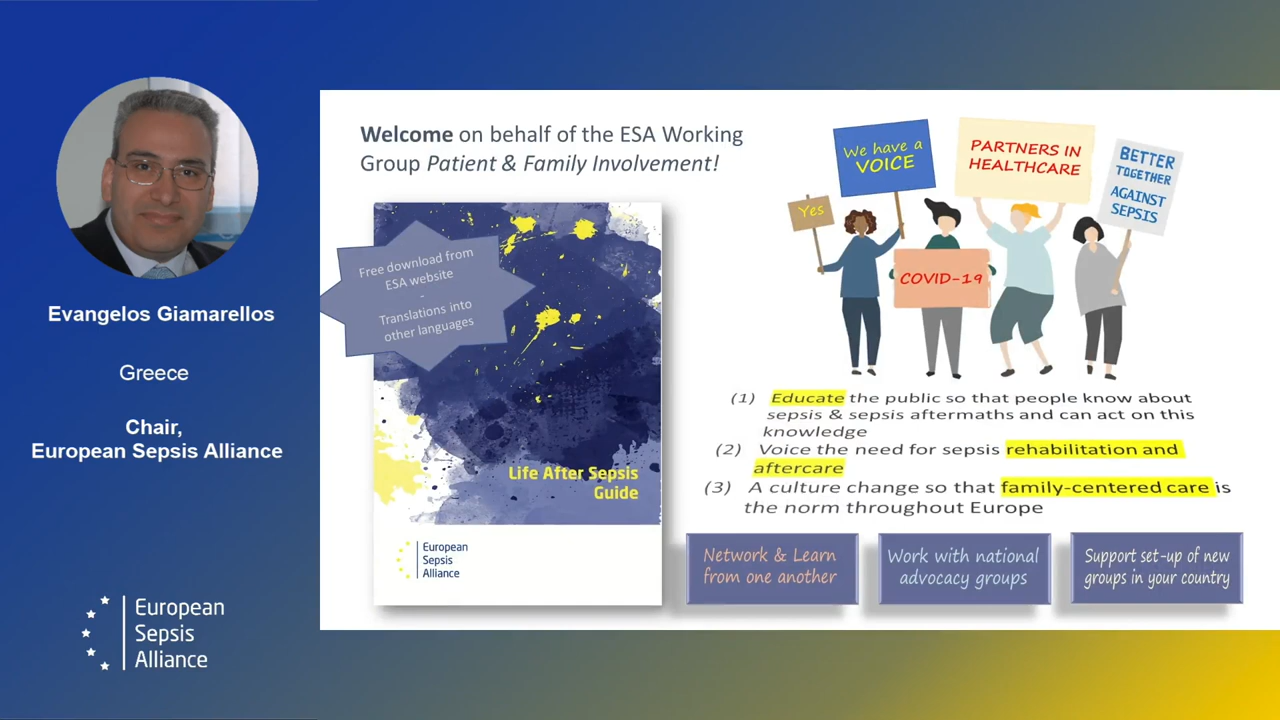 Evangelos Giamarellos
Greece
Chair,
European Sepsis Alliance
European
Sepsis
Alliance
Welcome on behalf of the ESA Working
Group Patient & Family Involvement!
Free download from
ESA website
-
Translations into
other languages
Life After Sepsis
Guide
European
Sepsis
Alliance
Yes
We have a
VOICE
PARTNERS IN
HEALTHCARE
BETTER
TOGETHER
AGAINST
SEPSIS
COVID-19
(1) Educate the public so that people know about
sepsis & sepsis aftermaths and can act on this
knowledge
(2) Voice the need for sepsis rehabilitation and
aftercare
(3) A culture change so that family-centered care is
the norm throughout Europe
Network & Learn
from one another
Work with national
advocacy groups
Support set-up of new
groups in your country